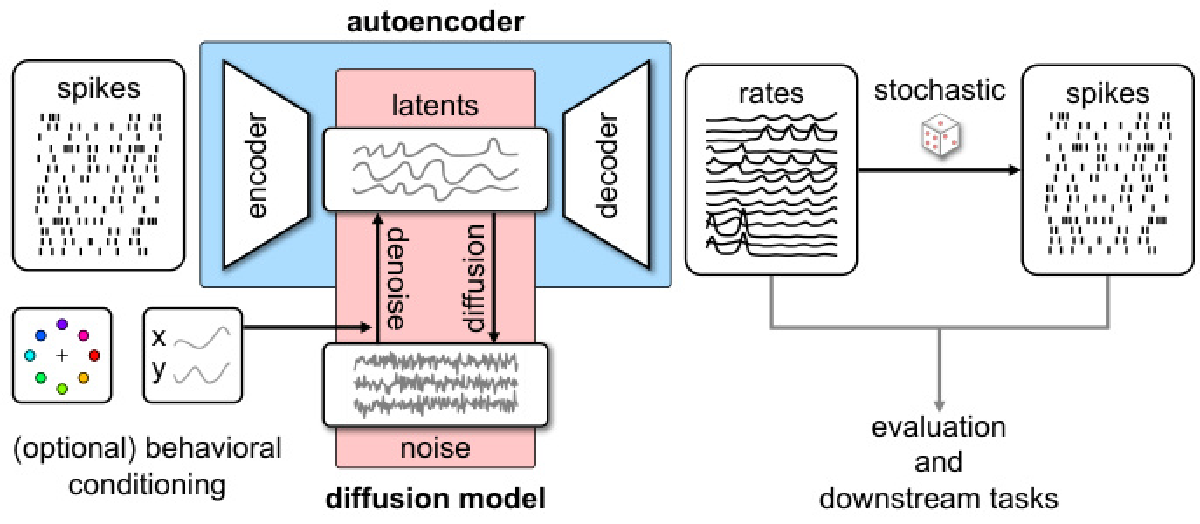 autoencoder
spikes
encoder
latents
decoder
denoise
diffusion
noise
diffusion model
x
y
(optional) behavioral
conditioning
rates
stochastic
spikes
evaluation
and
downstream tasks